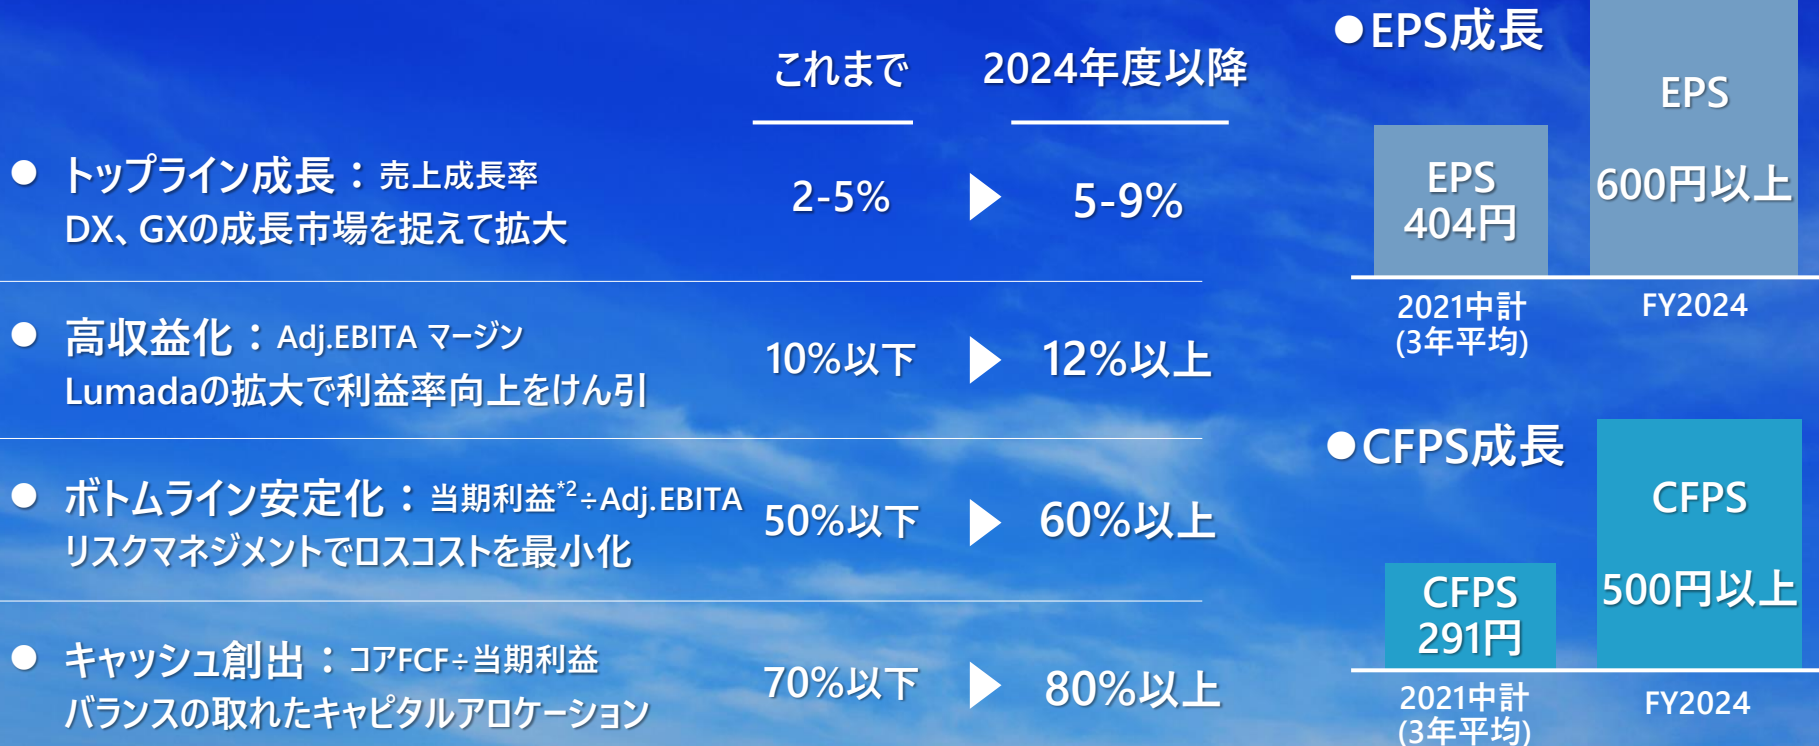 これまで
2024年度以降
● トップライン成長：売上成長率
DX、GXの成長市場を捉えて拡大
2-5%
5-9%
● 高収益化：Adj.EBITA マージン
Lumadaの拡大で利益率向上をけん引
10%以下
12%以上
● ボトムライン安定化：当期利益*2÷Adj.EBITA
リスクマネジメントでロスコストを最小化
50%以下
60%以上
● キャッシュ創出：コアFCF÷当期利益
バランスの取れたキャピタルアロケーション
70%以下
80%以上
●EPS成長
EPS
404円
EPS
600円以上
2021中計
(3年平均)
FY2024
●CFPS成長
CFPS
291円
CFPS
500円以上
2021中計
(3年平均)
FY2024